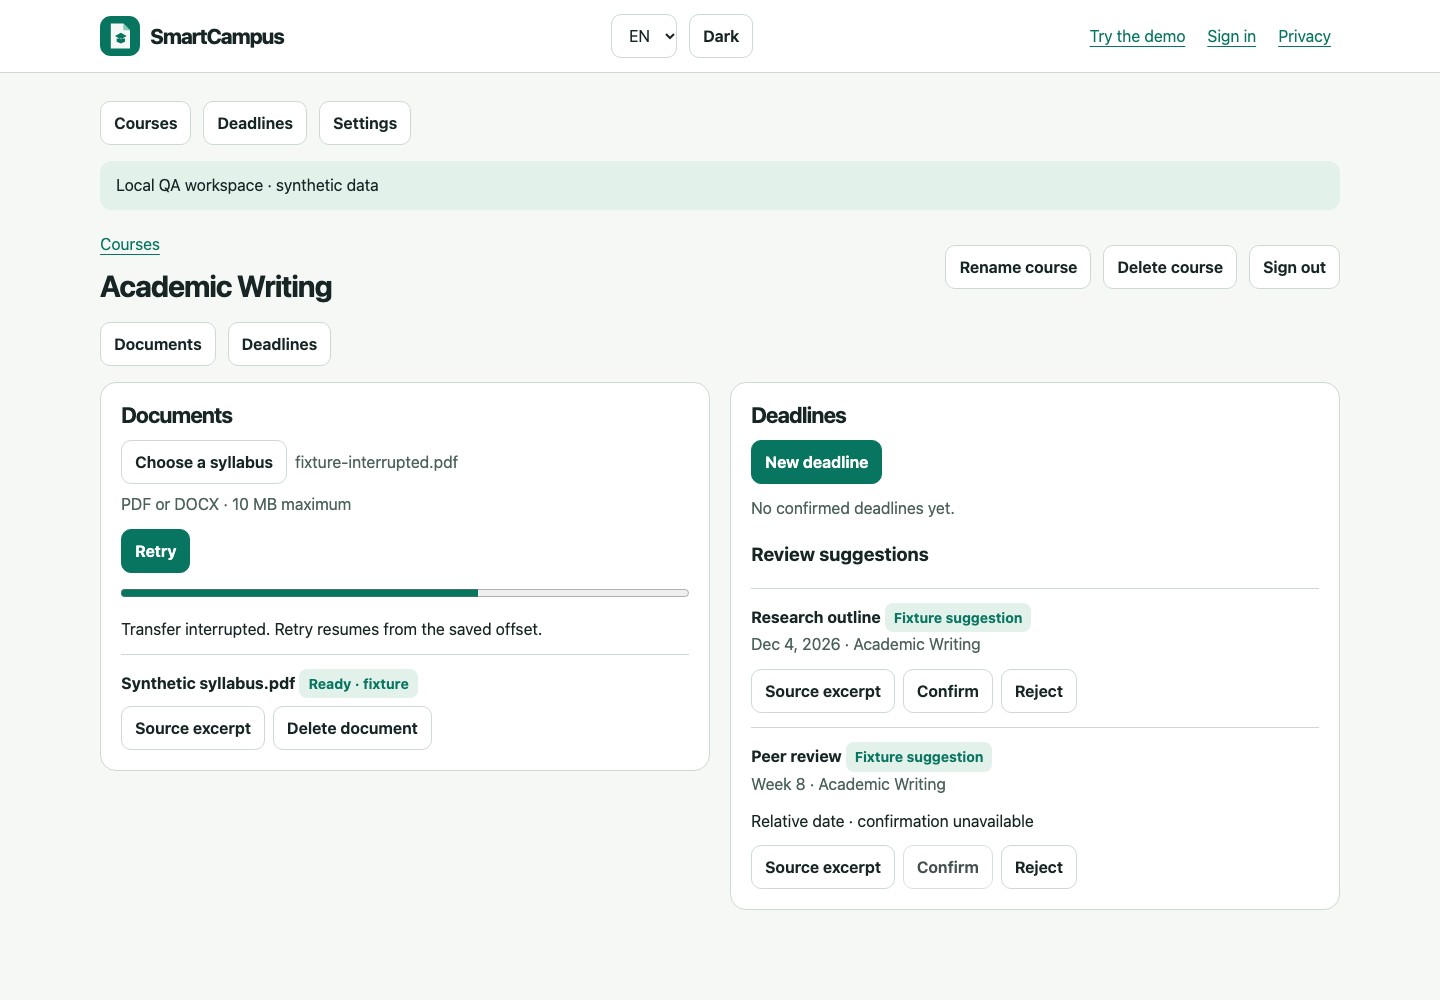 SmartCampus
EN
Dark
Try the demo
Sign in
Privacy
Courses
Deadlines
Settings
Local QA workspace · synthetic data
Courses
Academic Writing
Rename course
Delete course
Sign out
Documents
Deadlines
Documents
Choose a syllabus
fixture-interrupted.pdf
PDF or DOCX · 10 MB maximum
Retry
Transfer interrupted. Retry resumes from the saved offset.
Synthetic syllabus.pdf Ready · fixture
Source excerpt
Delete document
Deadlines
New deadline
No confirmed deadlines yet.
Review suggestions
Research outline Fixture suggestion
Dec 4, 2026 · Academic Writing
Source excerpt
Confirm
Reject
Peer review Fixture suggestion
Week 8 · Academic Writing
Relative date · confirmation unavailable
Source excerpt
Confirm
Reject